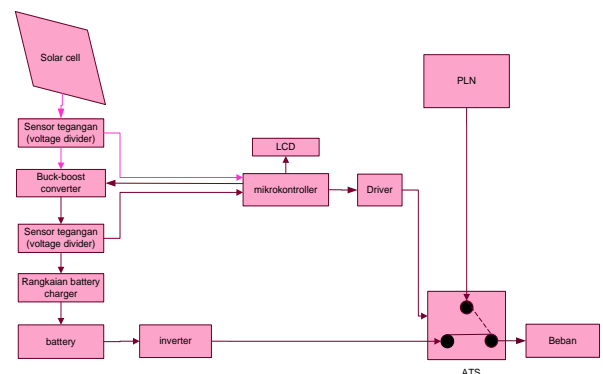 Solar cell
PLN
Sensor tegangan
(voltage divider)
LCD
Buck-boost
converter
mikrokontroller
Driver
Sensor tegangan
(voltage divider)
Rangkaian battery
charger
battery
inverter
Beban
ATS